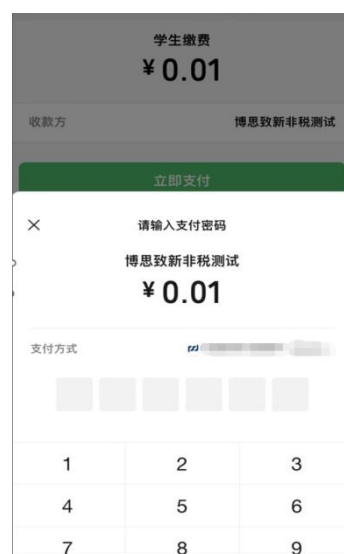 学生缴费
¥0.01
收款方 博思致新非税测试
立即支付
请输入支付密码
博思致新非税测试
¥0.01
支付方式
1 2 3
4 5 6
7 8 9